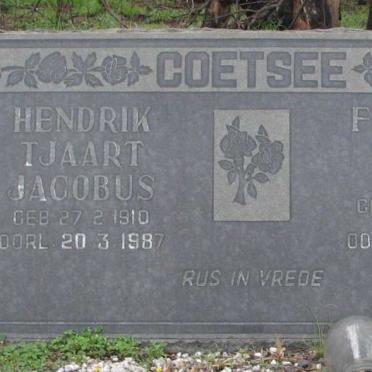 COETSEE
HENDRIK
TJAART
JACOBUS
GEB 27 2 1910
OORL 20 3 1987
RUS IN VREDE